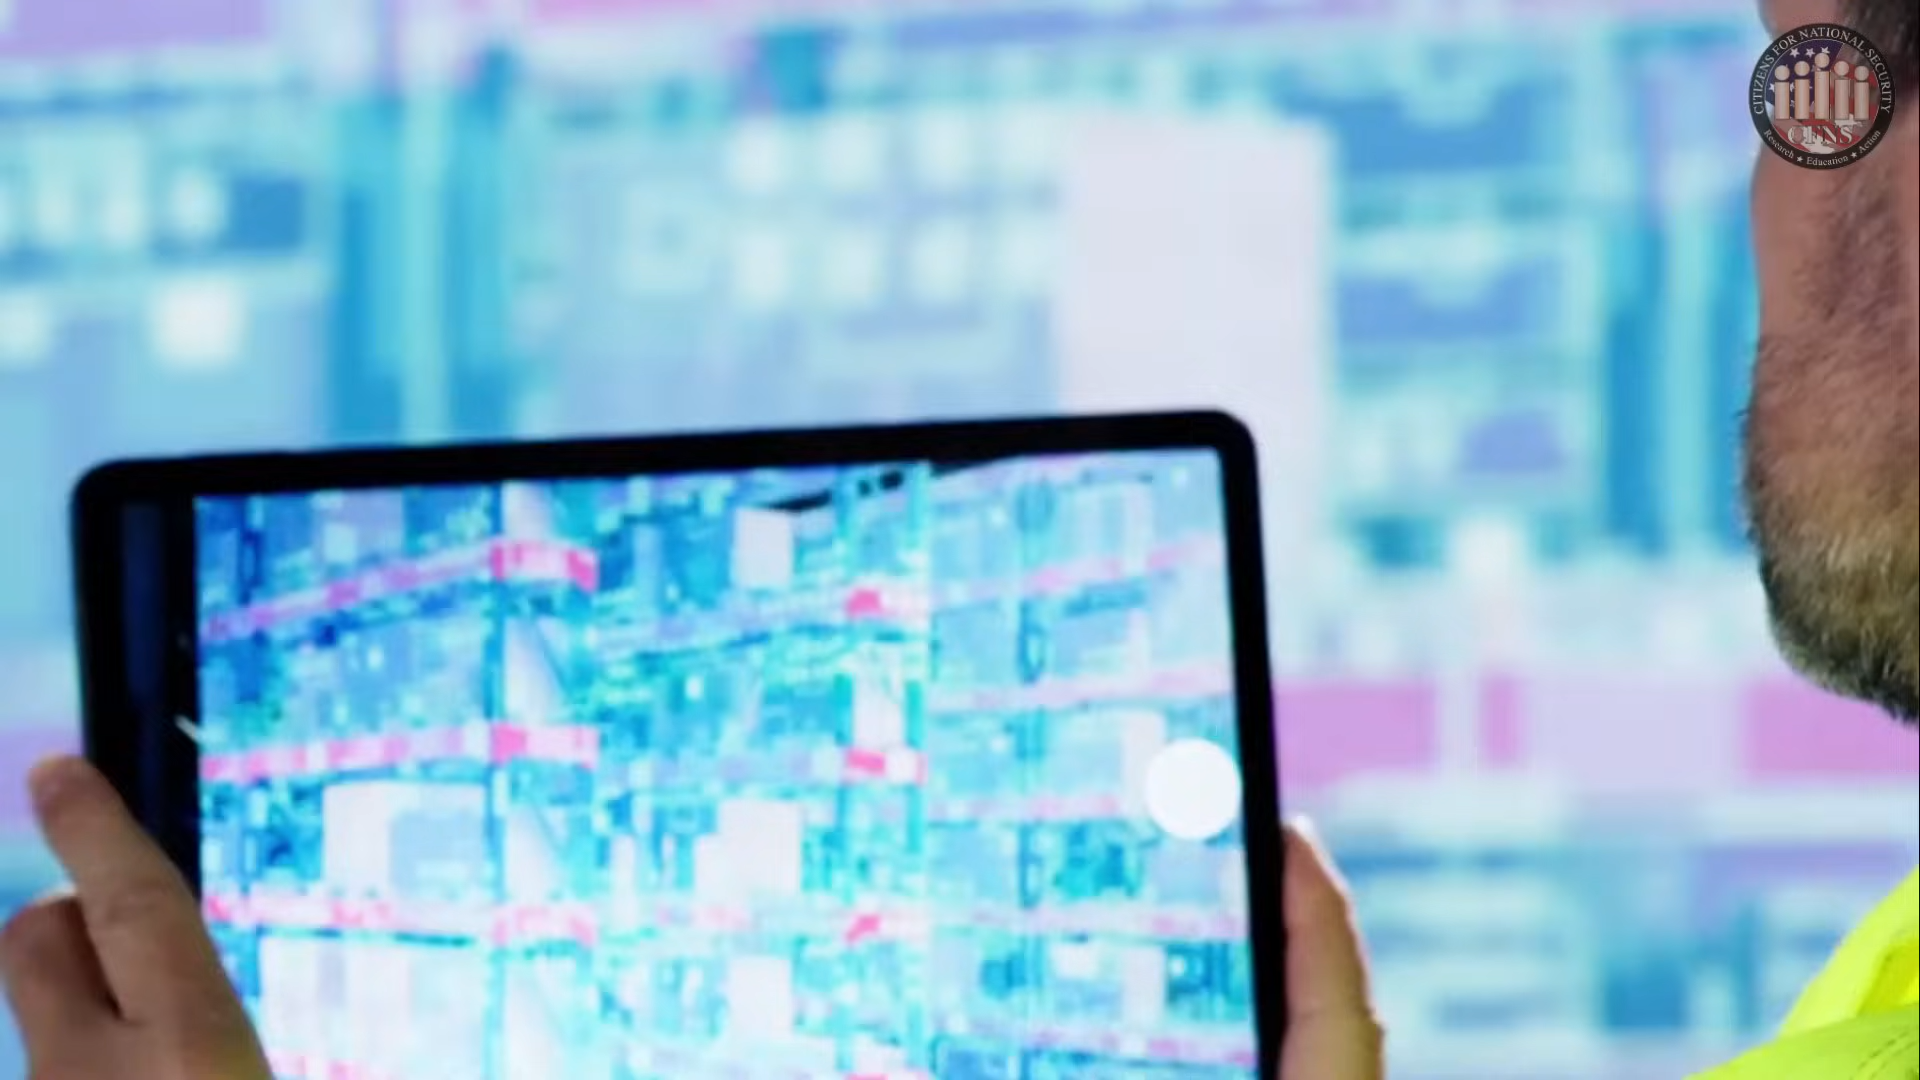 CITIZENS FOR NATIONAL SECURITY
CFNS
Research ★ Education ★ Action